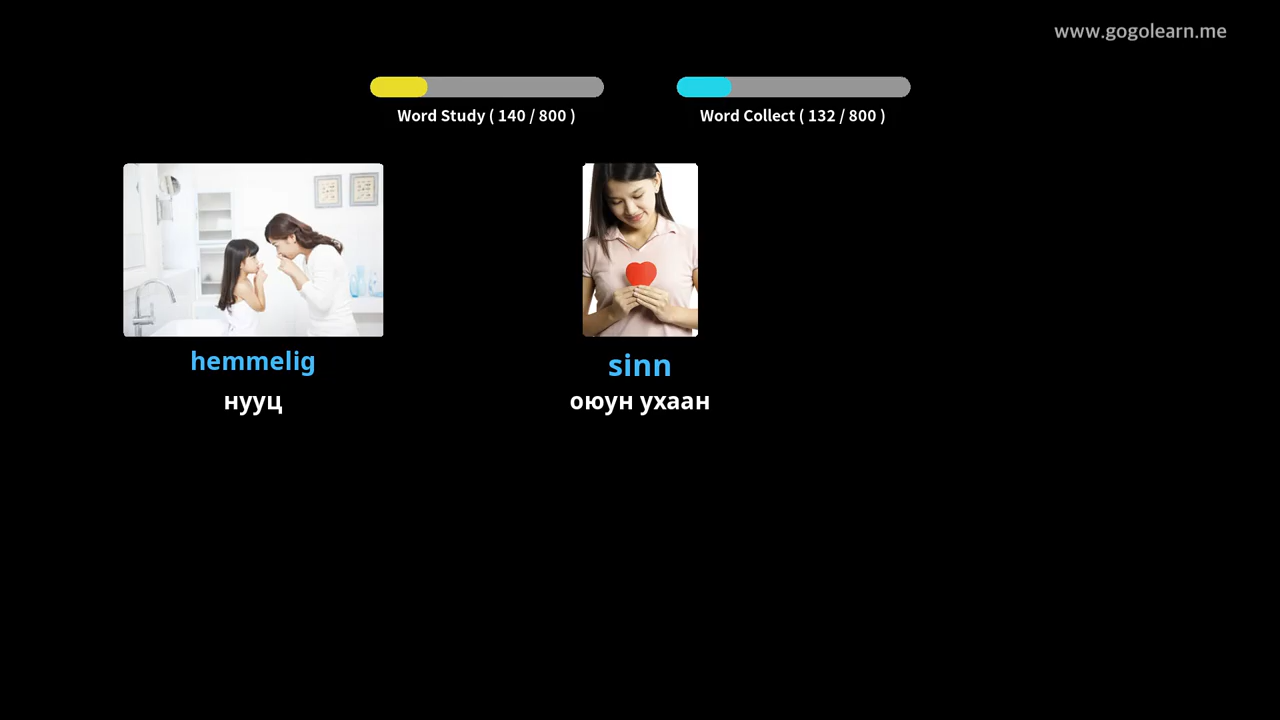 www.gogolearn.me
Word Study ( 140 / 800 )
Word Collect ( 132 / 800 )
hemmelig
нууц
sinn
оюун ухаан